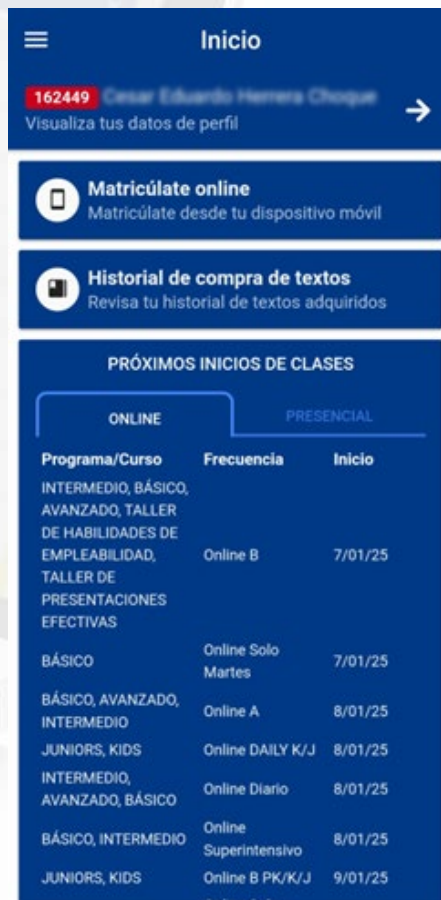 Inicio
162449
Visualiza tus datos de perfil
Matricúlate online
Matricúlate desde tu dispositivo móvil
Historial de compra de textos
Revisa tu historial de textos adquiridos
PRÓXIMOS INICIOS DE CLASES
ONLINE PRESENCIAL
Programa/Curso Frecuencia Inicio
INTERMEDIO, BÁSICO,
AVANZADO, TALLER
DE HABILIDADES DE
EMPLEABILIDAD, Online B 7/01/25
TALLER DE
PRESENTACIONES
EFECTIVAS
BÁSICO Online Solo Martes 7/01/25
BÁSICO, AVANZADO,
INTERMEDIO Online A 8/01/25
JUNIORS, KIDS Online DAILY K/J 8/01/25
INTERMEDIO,
AVANZADO, BÁSICO Online Diario 8/01/25
BÁSICO, INTERMEDIO Online Superintensivo 8/01/25
JUNIORS, KIDS Online B PK/K/J 9/01/25